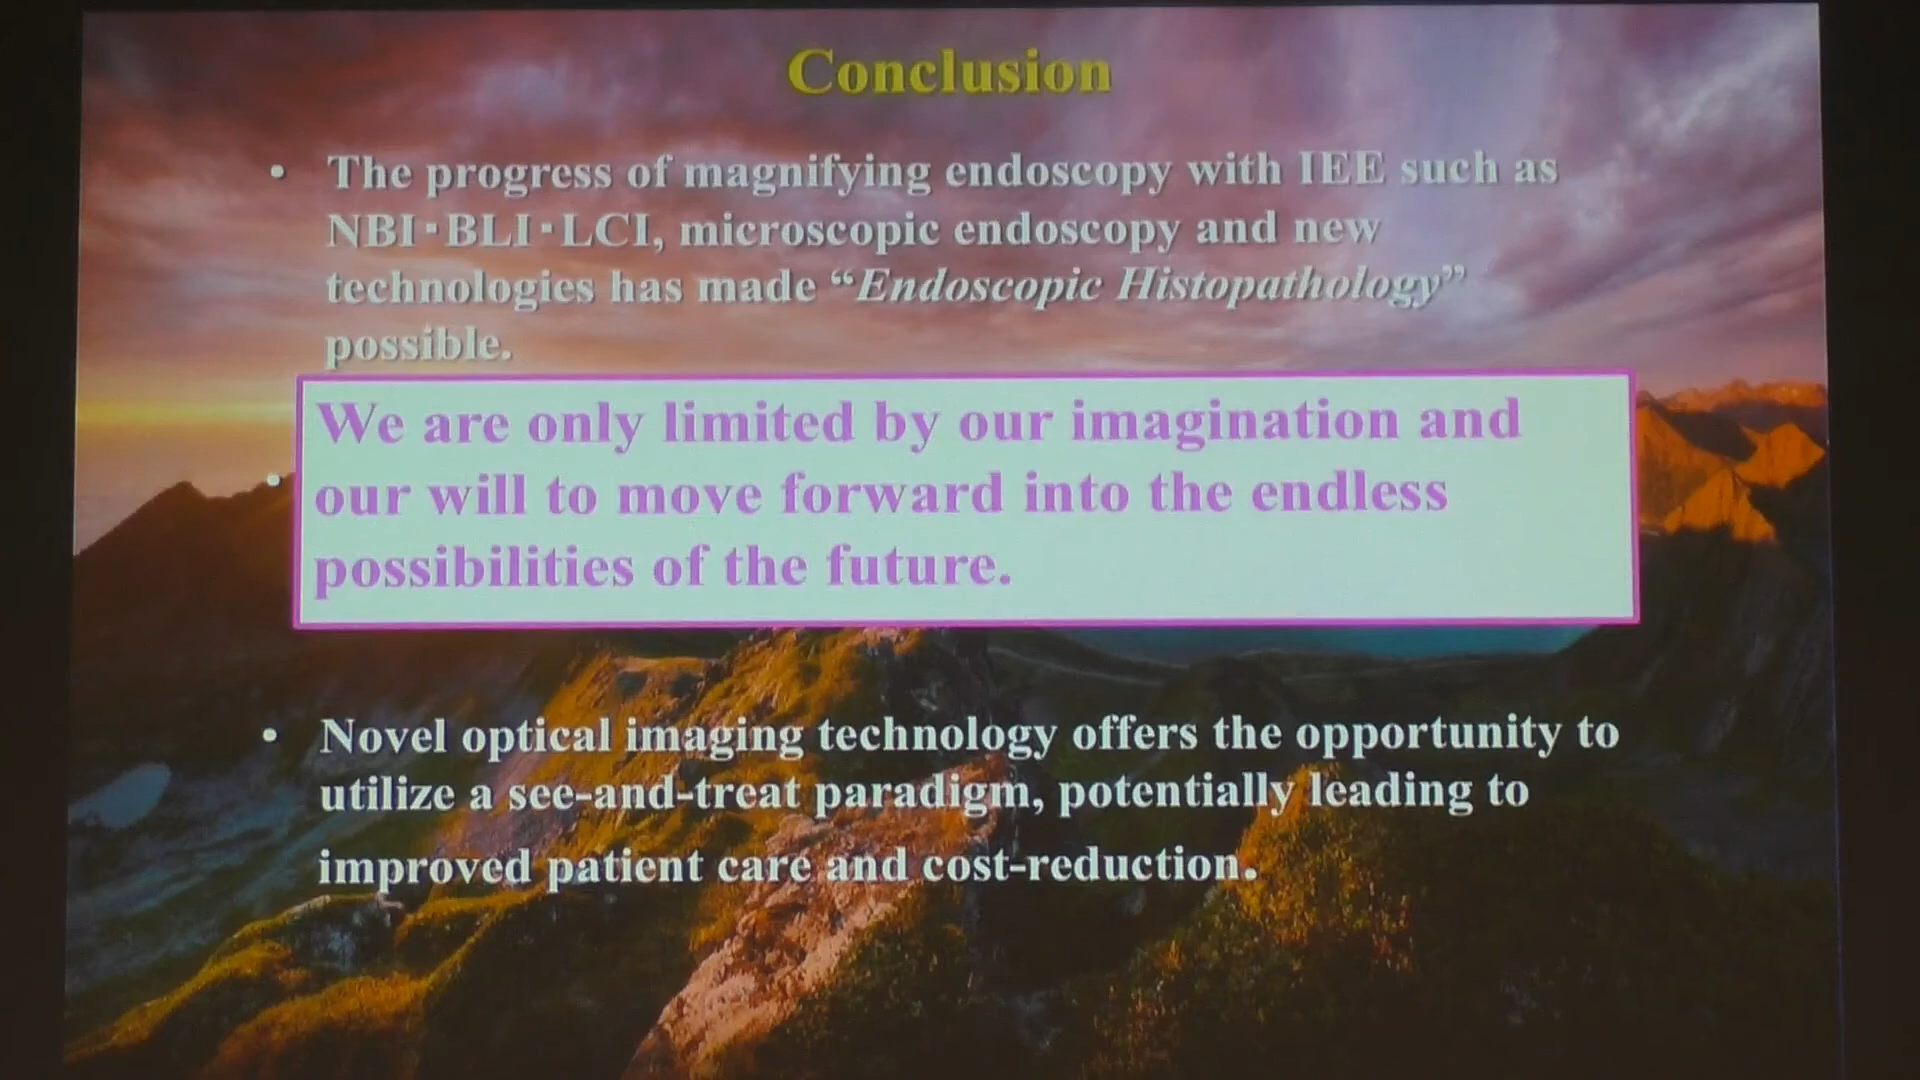 Conclusion
• The progress of magnifying endoscopy with IEE such as
NBI・BLI・LCI, microscopic endoscopy and new
technologies has made “Endoscopic Histopathology”
possible.
We are only limited by our imagination and
• our will to move forward into the endless
possibilities of the future.
• Novel optical imaging technology offers the opportunity to
utilize a see-and-treat paradigm, potentially leading to
improved patient care and cost-reduction.